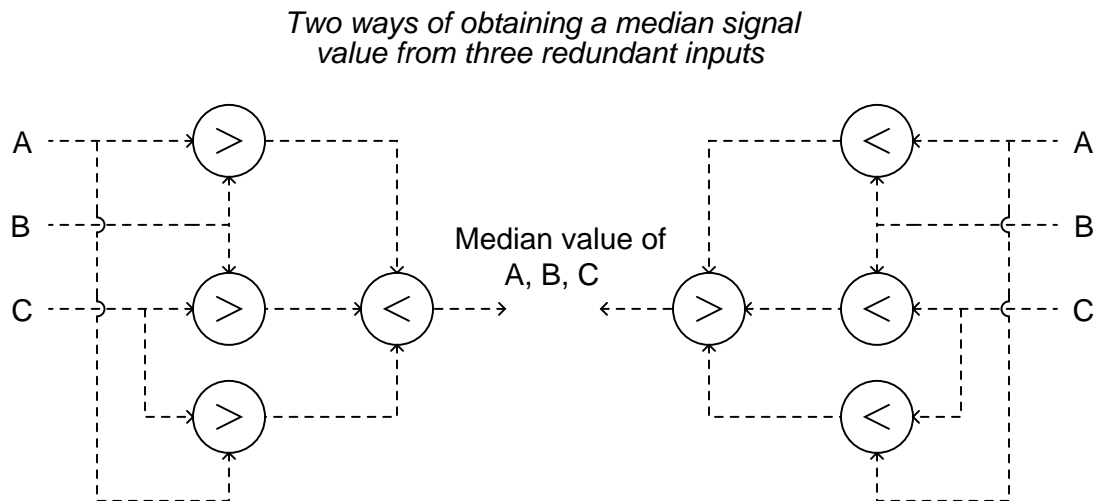 Two ways of obtaining a median signal
value from three redundant inputs
A
>
<
A
B
B
Median value of
A, B, C
C
>
<
>
<
C
>
<